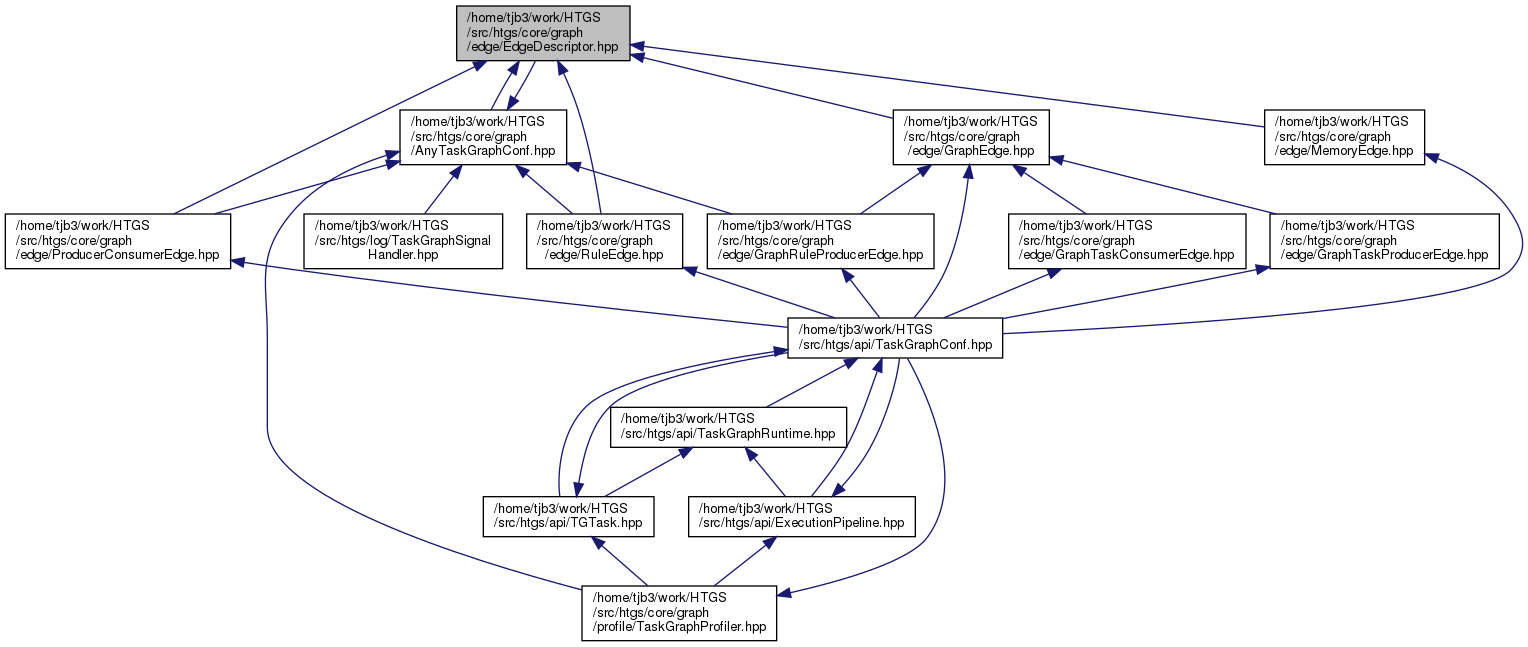 /home/tjb3/work/HTGS
/src/htgs/core/graph
/edge/EdgeDescriptor.hpp
/home/tjb3/work/HTGS
/src/htgs/core/graph
/AnyTaskGraphConf.hpp
/home/tjb3/work/HTGS
/src/htgs/core/graph
/edge/GraphEdge.hpp
/home/tjb3/work/HTGS
/src/htgs/core/graph
/edge/MemoryEdge.hpp
/home/tjb3/work/HTGS
/src/htgs/core/graph
/edge/ProducerConsumerEdge.hpp
/home/tjb3/work/HTGS
/src/htgs/log/TaskGraphSignal
Handler.hpp
/home/tjb3/work/HTGS
/src/htgs/core/graph
/edge/RuleEdge.hpp
/home/tjb3/work/HTGS
/src/htgs/core/graph
/edge/GraphRuleProducerEdge.hpp
/home/tjb3/work/HTGS
/src/htgs/core/graph
/edge/GraphTaskConsumerEdge.hpp
/home/tjb3/work/HTGS
/src/htgs/core/graph
/edge/GraphTaskProducerEdge.hpp
/home/tjb3/work/HTGS
/src/htgs/api/TaskGraphConf.hpp
/home/tjb3/work/HTGS
/src/htgs/api/TaskGraphRuntime.hpp
/home/tjb3/work/HTGS
/src/htgs/api/TGTask.hpp
/home/tjb3/work/HTGS
/src/htgs/api/ExecutionPipeline.hpp
/home/tjb3/work/HTGS
/src/htgs/core/graph
/profile/TaskGraphProfiler.hpp